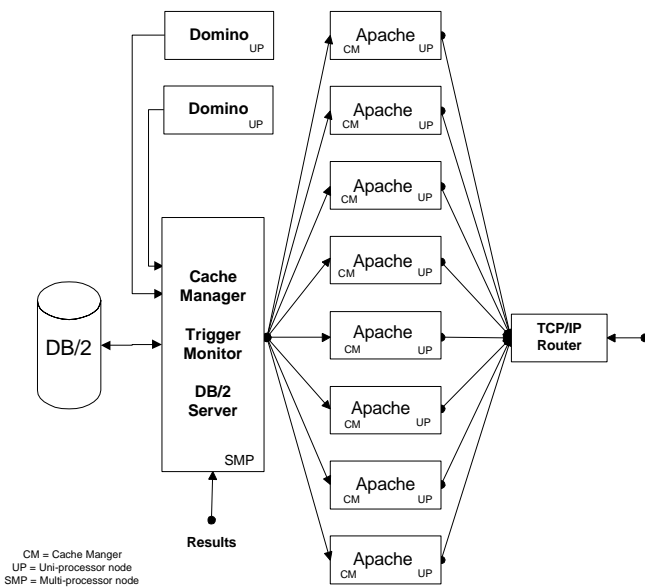 Domino
UP
Domino
UP
Cache
Manager
Trigger
Monitor
DB/2
Server
SMP
DB/2
Results
Apache
CM UP
Apache
CM UP
Apache
CM UP
Apache
CM UP
Apache
CM UP
Apache
CM UP
Apache
CM UP
Apache
CM UP
TCP/IP
Router
CM = Cache Manger
UP = Uni-processor node
SMP = Multi-processor node